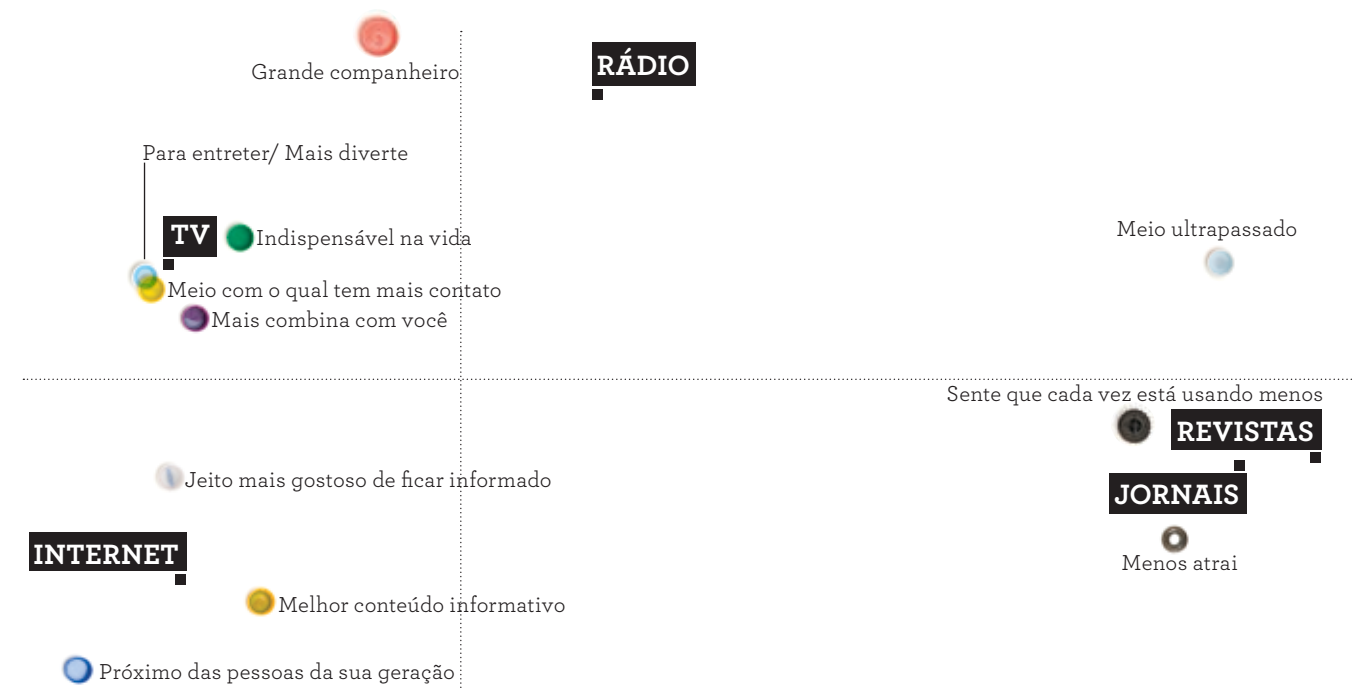 Grande companheiro
RÁDIO
Para entreter/ Mais diverte
TV
Indispensável na vida
Meio ultrapassado
Meio com o qual tem mais contato
Mais combina com você
Sente que cada vez está usando menos
REVISTAS
Jeito mais gostoso de ficar informado
JORNAIS
INTERNET
Menos atrai
Melhor conteúdo informativo
Próximo das pessoas da sua geração